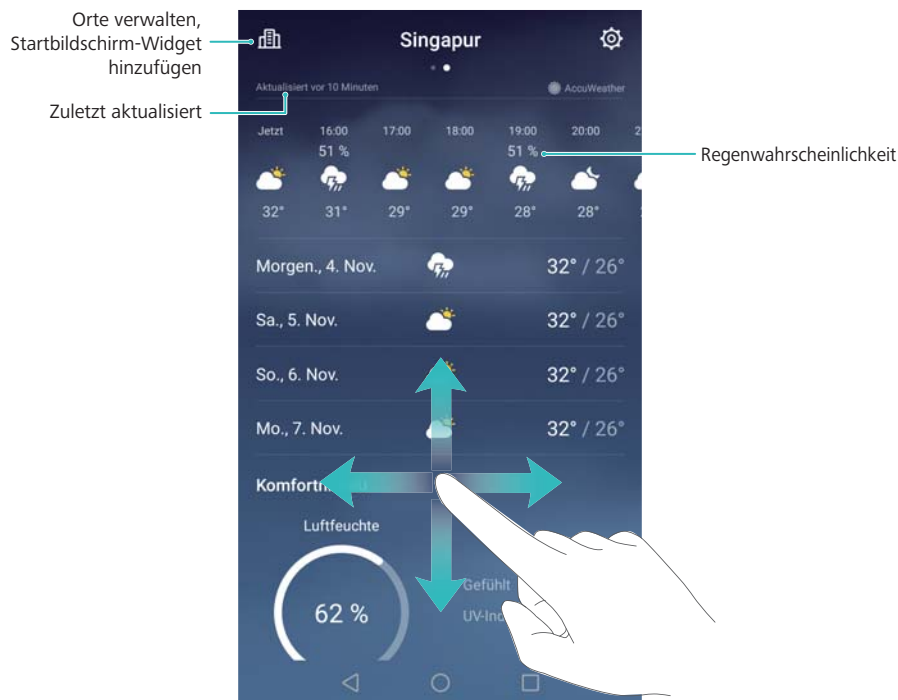 Orte verwalten,
Startbildschirm-Widget
hinzufügen
Zuletzt aktualisiert
Singapur
Aktualisiert vor 10 Minuten
AccuWeather
Jetzt 16:00 17:00 18:00 19:00 20:00 2
51 % 51 %
Regenwahrscheinlichkeit
32° 31° 29° 29° 28° 28°
Morgen., 4. Nov. 32° / 26°
Sa., 5. Nov. 32° / 26°
So., 6. Nov. 32° / 26°
Mo., 7. Nov. 32° / 26°
Luftfeuchte
62 %
Gefühlt